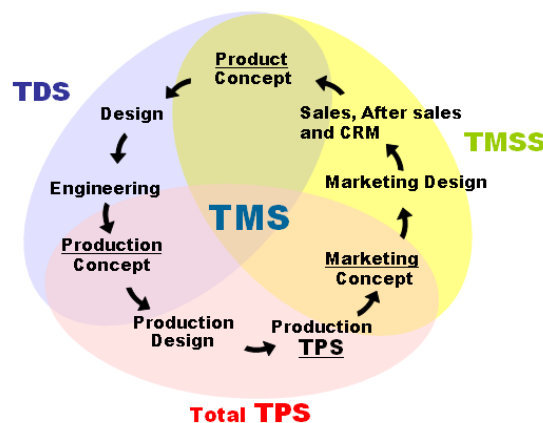 Product
Concept
TDS
Design
Sales, After sales
and CRM
TMSS
Engineering
Marketing Design
TMS
Production
Concept
Marketing
Concept
Production
Design
Production
TPS
Total TPS